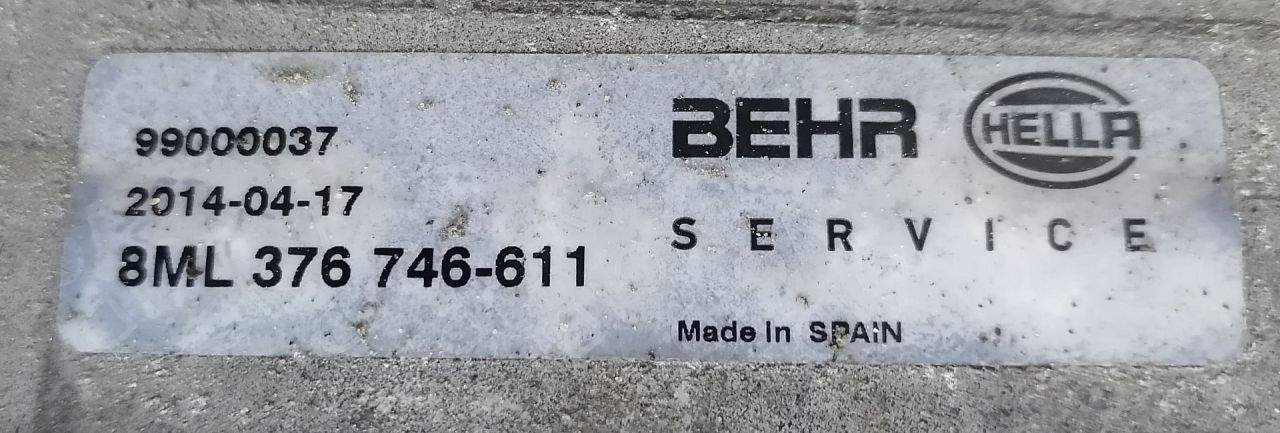 99000037
2014-04-17
8ML 376 746-611
BEHR HELLA
SERVICE
Made in SPAIN